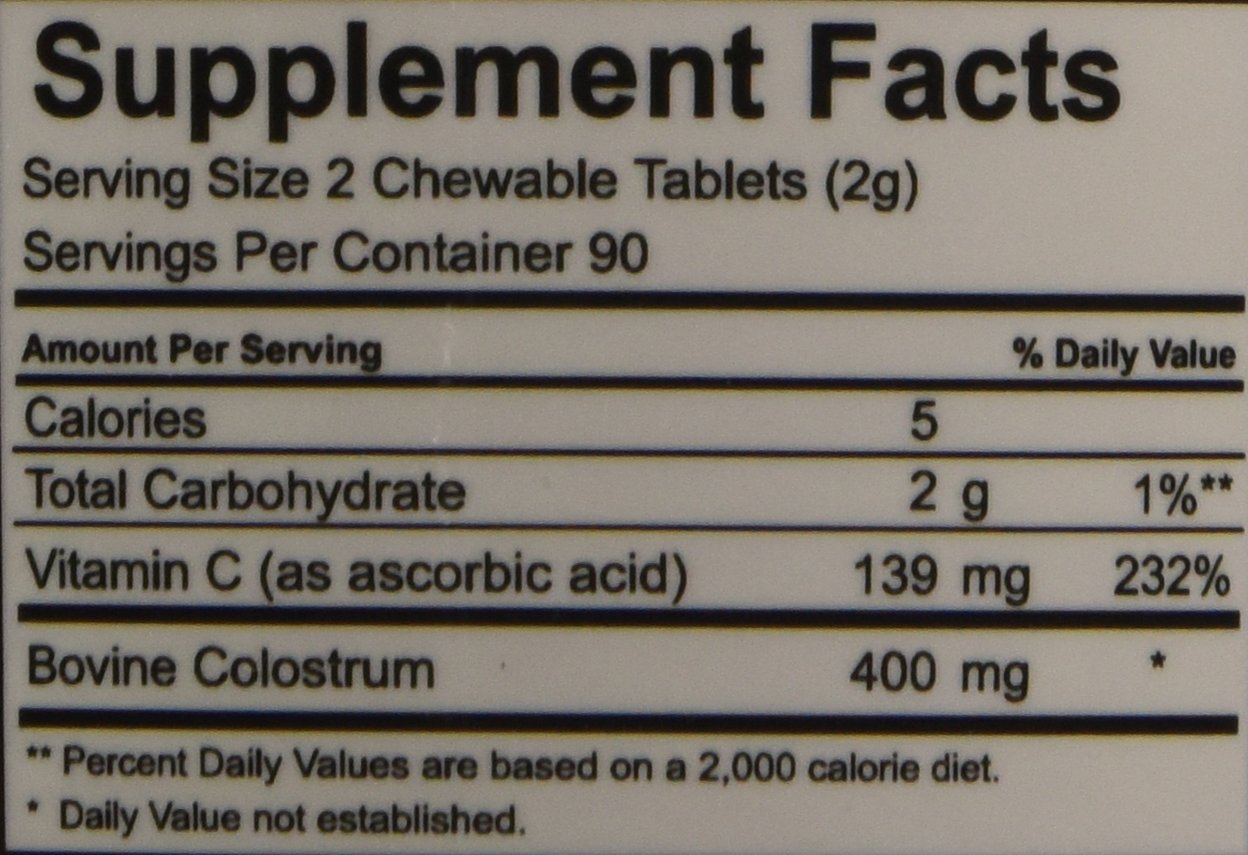 Supplement Facts
Serving Size 2 Chewable Tablets (2g)
Servings Per Container 90
Amount Per Serving % Daily Value
Calories 5
Total Carbohydrate 2 g 1%**
Vitamin C (as ascorbic acid) 139 mg 232%
Bovine Colostrum 400 mg *
** Percent Daily Values are based on a 2,000 calorie diet.
* Daily Value not established.